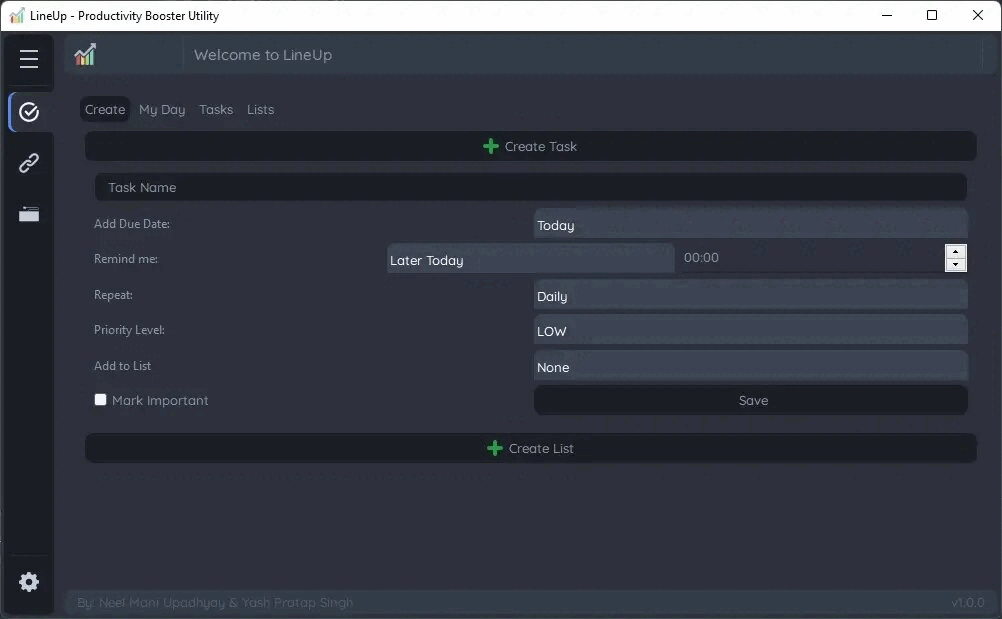 LineUp - Productivity Booster Utility
Welcome to LineUp
Create My Day Tasks Lists
Create Task
Task Name
Add Due Date: Today
Remind me: Later Today 00:00
Repeat: Daily
Priority Level: LOW
Add to List None
Mark Important Save
Create List
By: Neel Mani Upadhyay & Yash Pratap Singh v1.0.0